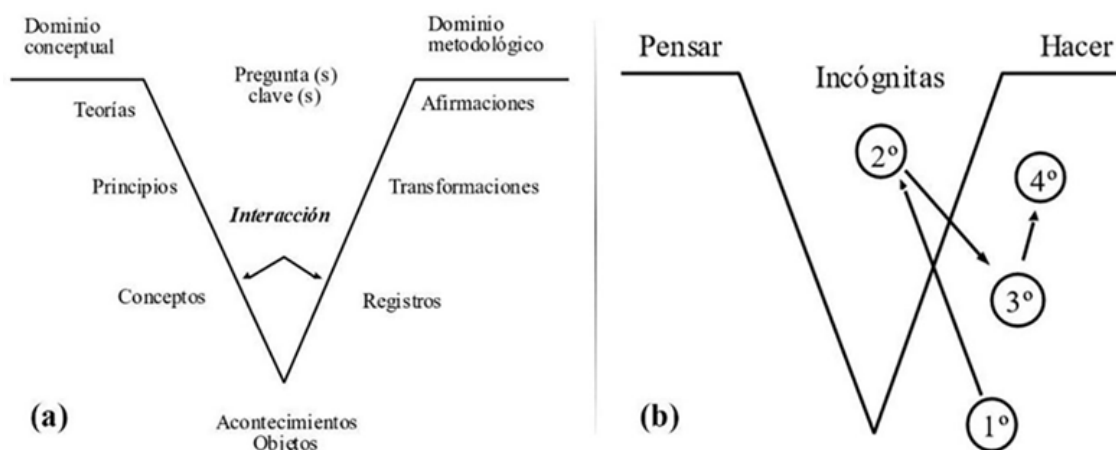 Dominio
conceptual
Dominio
metodológico
Pregunta (s)
clave (s)
Teorías
Afirmaciones
Principios
Transformaciones
Interacción
Conceptos
Registros
Acontecimientos
Objetos
(a)
Pensar
Hacer
Incógnitas
2º
4º
3º
1º
(b)